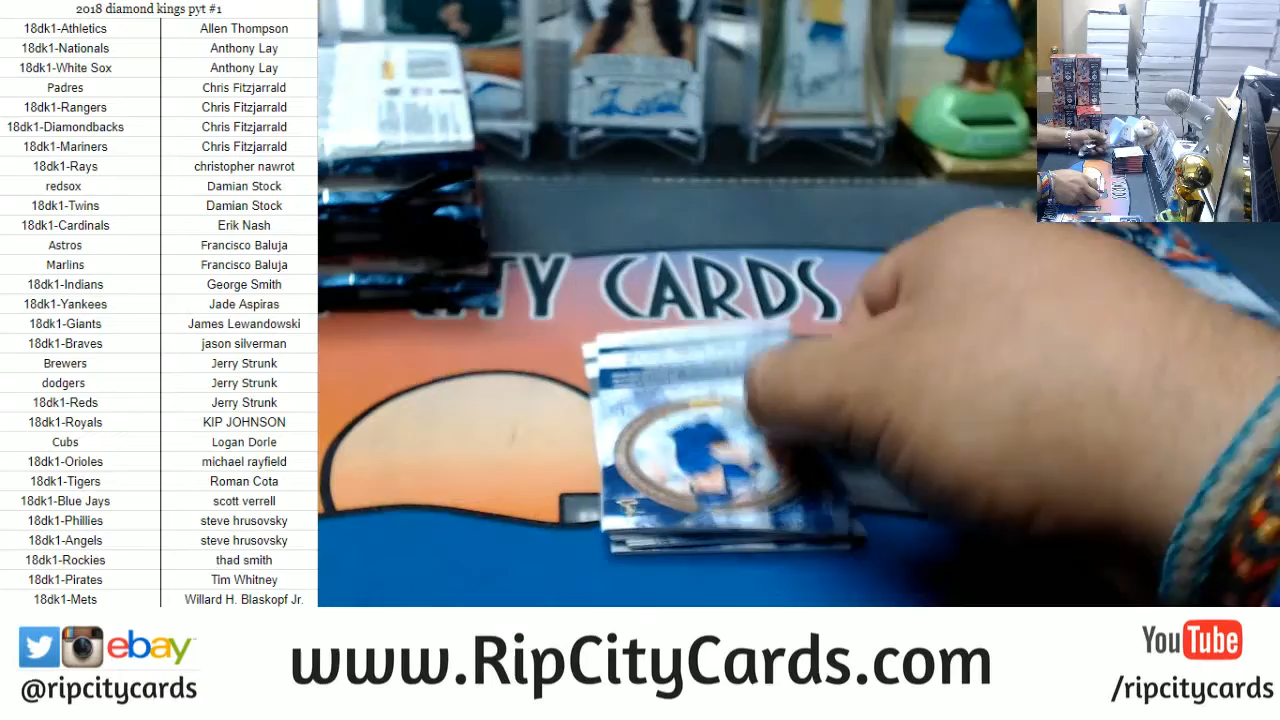 2018 diamond kings pyt #1
18dk1-Athletics Allen Thompson
18dk1-Nationals Anthony Lay
18dk1-White Sox Anthony Lay
Padres Chris Fitzjarrald
18dk1-Rangers Chris Fitzjarrald
18dk1-Diamondbacks Chris Fitzjarrald
18dk1-Mariners Chris Fitzjarrald
18dk1-Rays christopher nawrot
redsox Damian Stock
18dk1-Twins Damian Stock
18dk1-Cardinals Erik Nash
Astros Francisco Baluja
Marlins Francisco Baluja
18dk1-Indians George Smith
18dk1-Yankees Jade Aspiras
18dk1-Giants James Lewandowski
18dk1-Braves jason silverman
Brewers Jerry Strunk
dodgers Jerry Strunk
18dk1-Reds Jerry Strunk
18dk1-Royals KIP JOHNSON
Cubs Logan Dorle
18dk1-Orioles michael rayfield
18dk1-Tigers Roman Cota
18dk1-Blue Jays scott verrell
18dk1-Phillies steve hrusovsky
18dk1-Angels steve hrusovsky
18dk1-Rockies thad smith
18dk1-Pirates Tim Whitney
18dk1-Mets Willard H. Blaskopf Jr.
TY CARDS
ebay
@ripcitycards
www.RipCityCards.com
YouTube
/ripcitycards